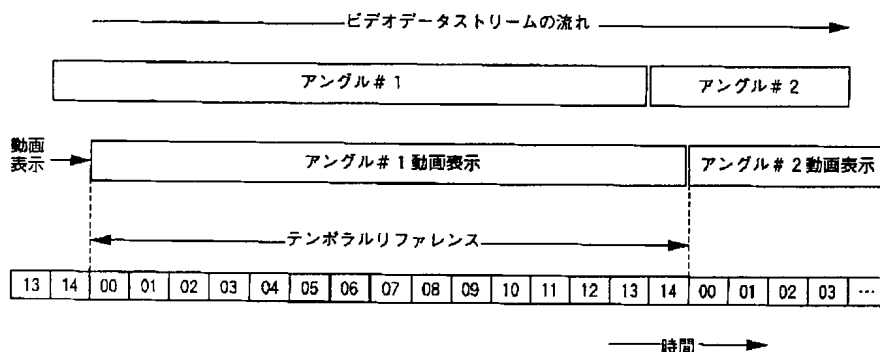 ビデオデータストリームの流れ
アングル#1 アングル#2
動画
表示
アングル#1動画表示 アングル#2動画表示
テンポラルリファレンス
13 14 00 01 02 03 04 05 06 07 08 09 10 11 12 13 14 00 01 02 03 …
時間